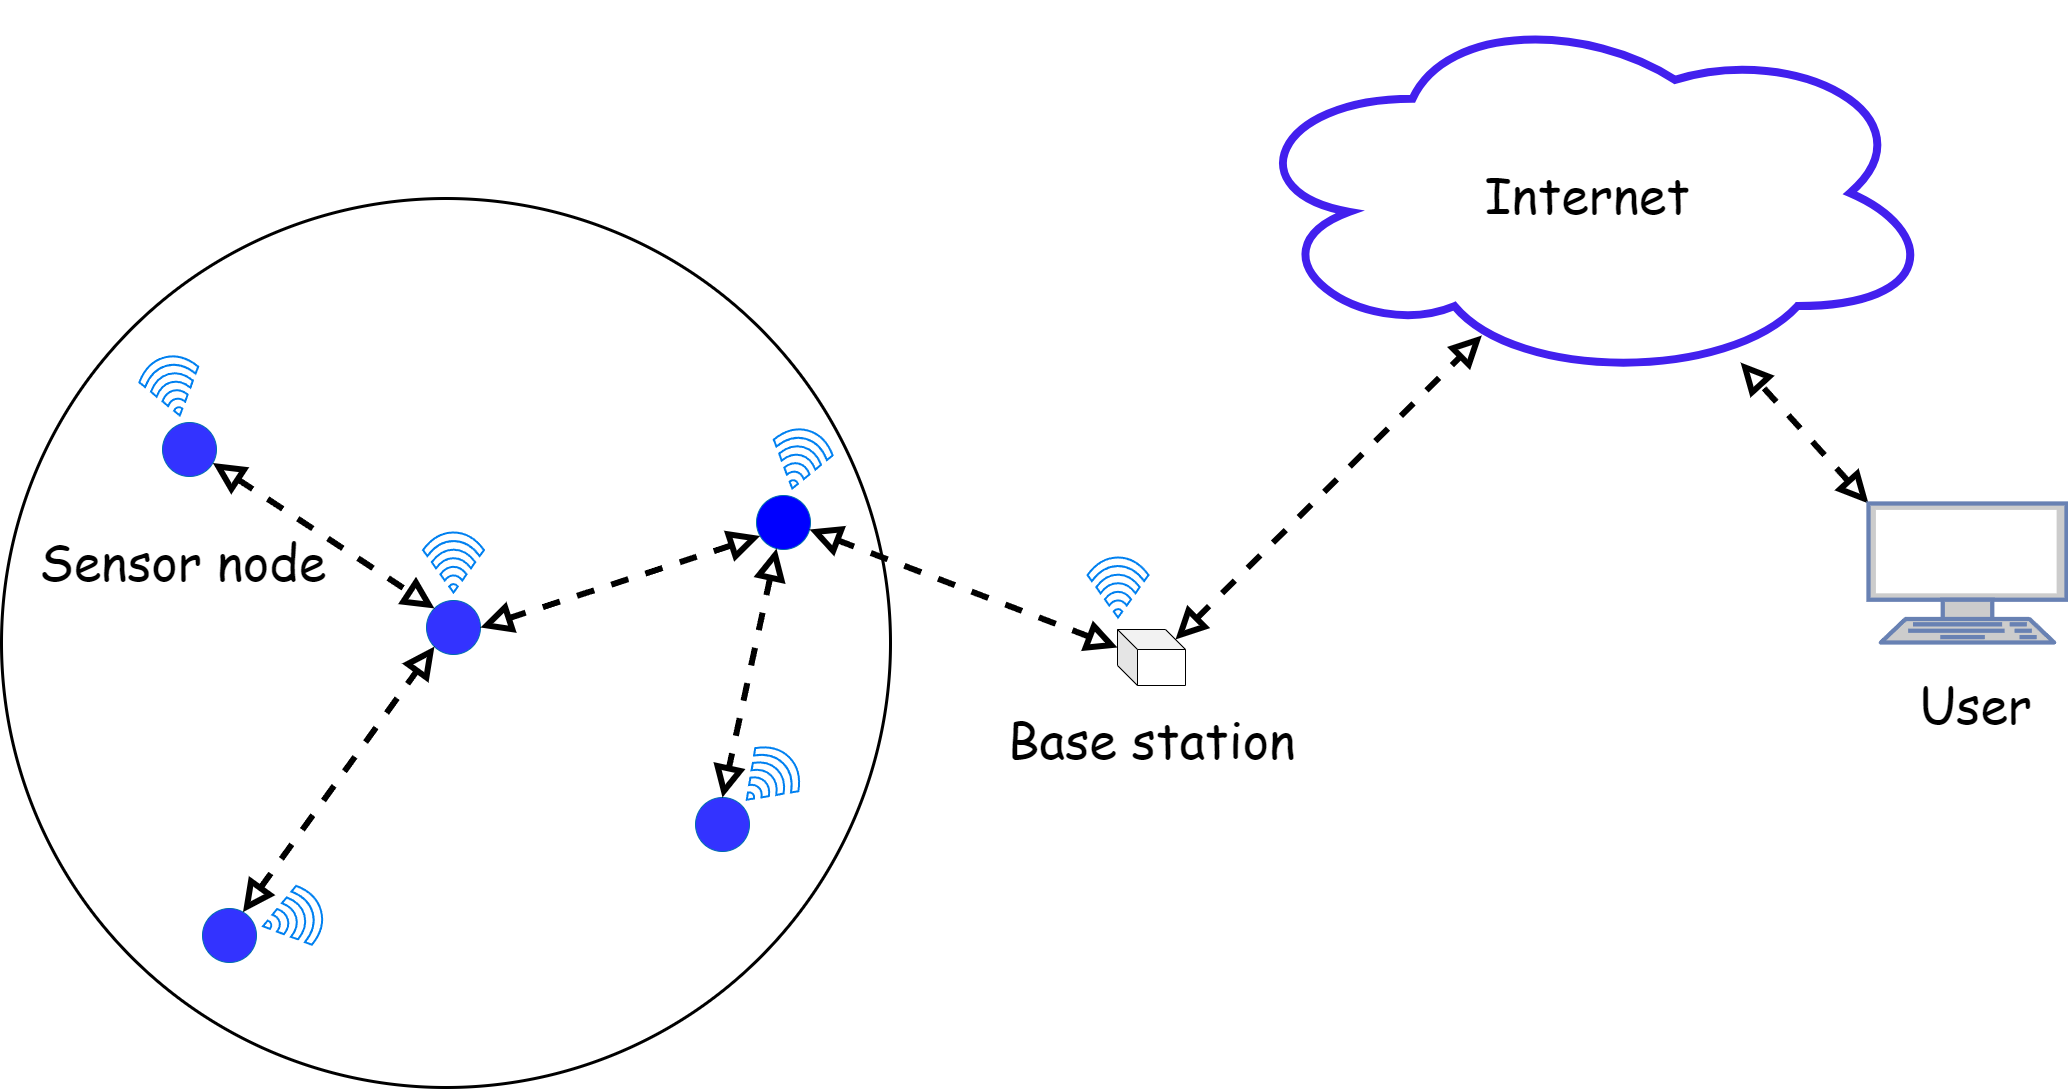 Internet
Sensor node
Base station
User